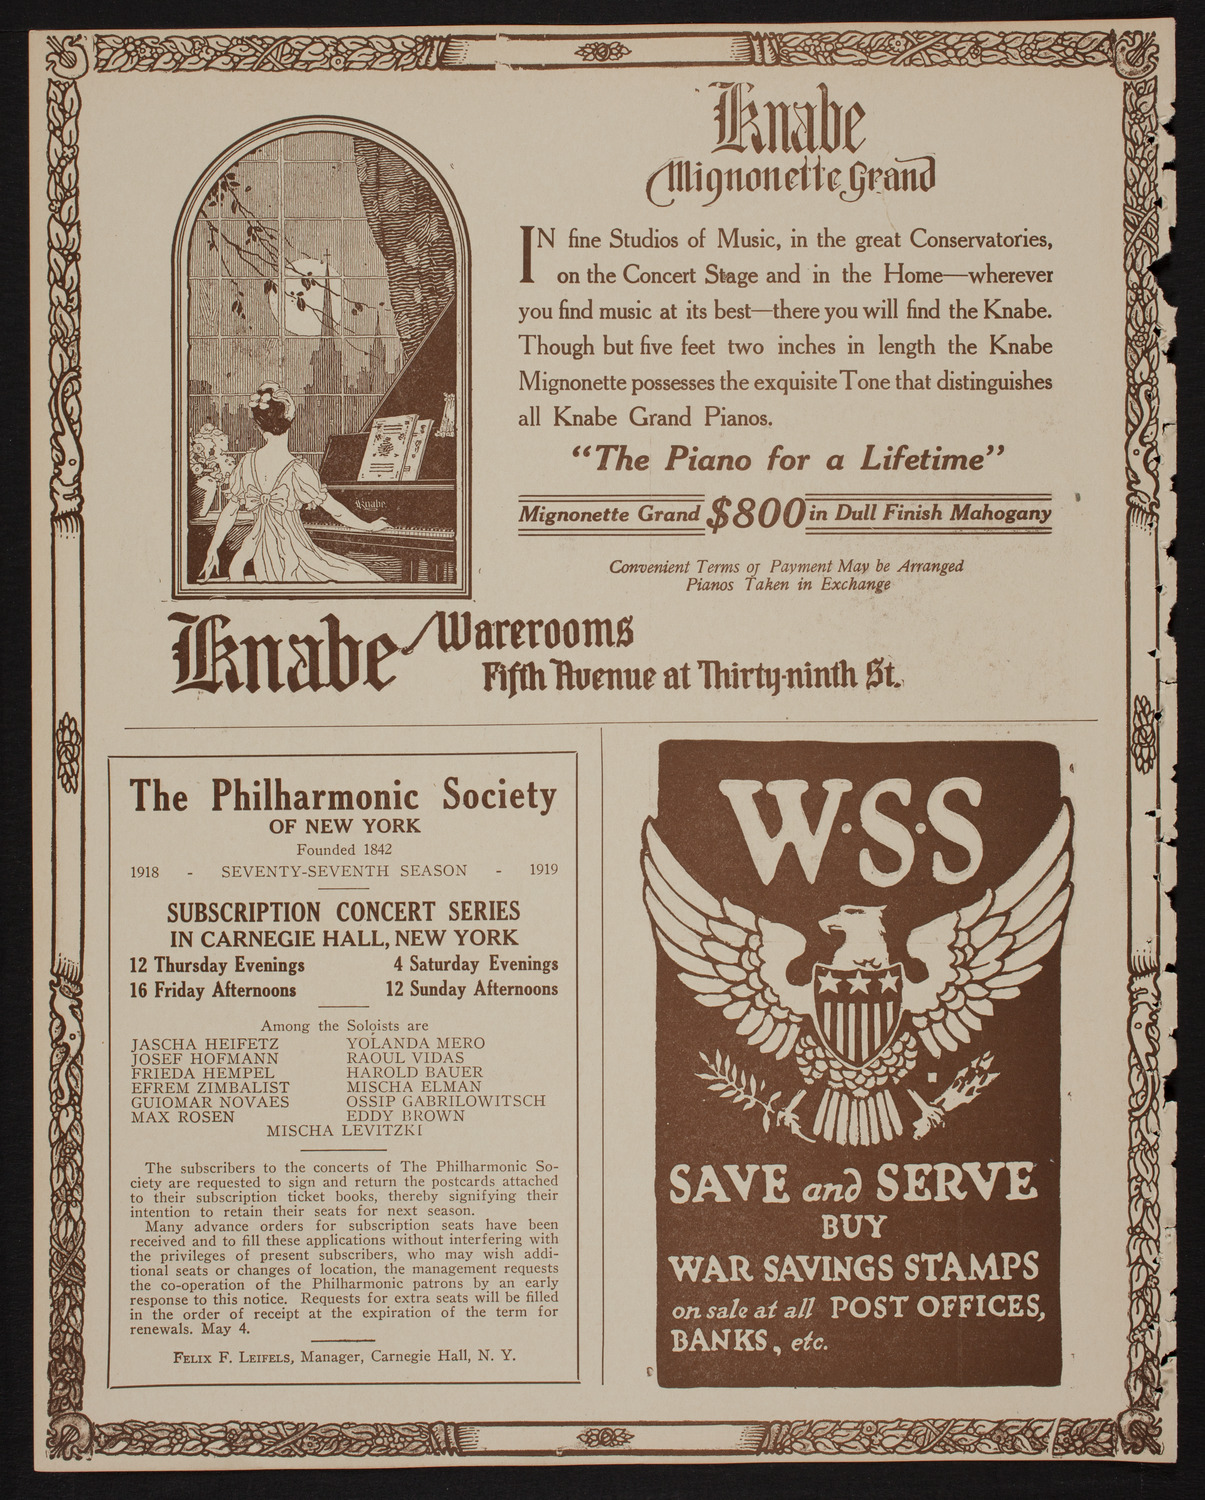 Knabe
Mignonette Grand
IN fine Studios of Music, in the great Conservatories,
on the Concert Stage and in the Home—wherever
you find music at its best—there you will find the Knabe.
Though but five feet two inches in length the Knabe
Mignonette possesses the exquisite Tone that distinguishes
all Knabe Grand Pianos.
"The Piano for a Lifetime"
Mignonette Grand $800 in Dull Finish Mahogany
Convenient Terms of Payment May be Arranged
Pianos Taken in Exchange
Knabe
Knabe Warerooms
Fifth Avenue at Thirty-ninth St.
The Philharmonic Society
OF NEW YORK
Founded 1842
1918 - SEVENTY-SEVENTH SEASON - 1919
SUBSCRIPTION CONCERT SERIES
IN CARNEGIE HALL, NEW YORK
12 Thursday Evenings 4 Saturday Evenings
16 Friday Afternoons 12 Sunday Afternoons
Among the Soloists are
JASCHA HEIFETZ YOLANDA MERO
JOSEF HOFMANN RAOUL VIDAS
FRIEDA HEMPEL HAROLD BAUER
EFREM ZIMBALIST MISCHA ELMAN
GUIOMAR NOVAES OSSIP GABRILOWITSCH
MAX ROSEN EDDY BROWN
MISCHA LEVITZKI
The subscribers to the concerts of The Philharmonic So-
ciety are requested to sign and return the postcards attached
to their subscription ticket books, thereby signifying their
intention to retain their seats for next season.
Many advance orders for subscription seats have been
received and to fill these applications without interfering with
the privileges of present subscribers, who may wish addi-
tional seats or changes of location, the management requests
the co-operation of the Philharmonic patrons by an early
response to this notice. Requests for extra seats will be filled
in the order of receipt at the expiration of the term for
renewals. May 4.
FELIX F. LEIFELS, Manager, Carnegie Hall, N. Y.
W·S·S
SAVE and SERVE
BUY
WAR SAVINGS STAMPS
on sale at all POST OFFICES,
BANKS, etc.